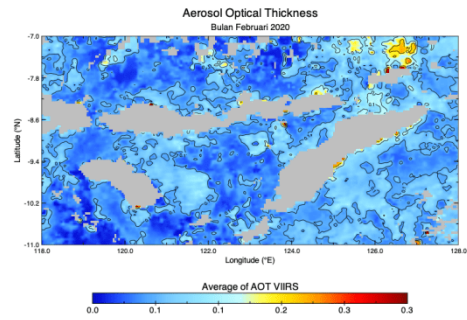 Aerosol Optical Thickness
Bulan Februari 2020
Latitude (°N)
-7.0
-7.8
-8.6
-9.4
-10.2
-11.0
118.0 120.0 122.0 124.0 126.0 128.0
Longitude (°E)
Average of AOT VIIRS
0.0 0.1 0.1 0.2 0.3 0.3